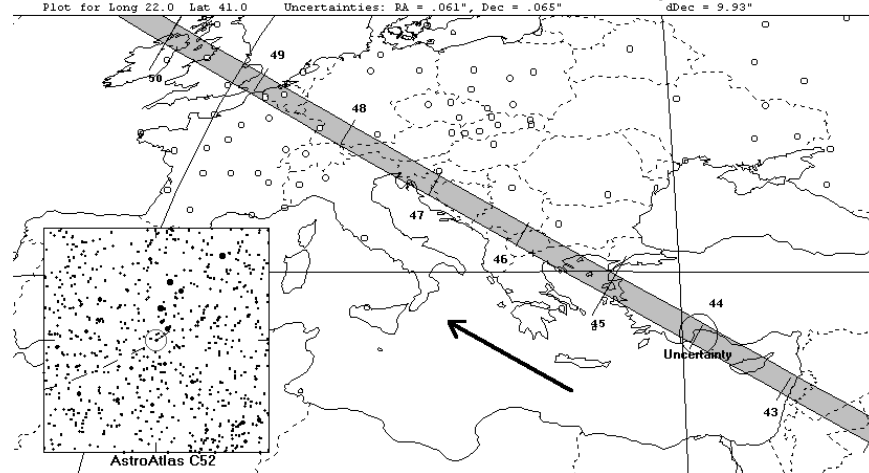 Plot for Long 22.0 Lat 41.0 Uncertainties: RA = .061", Dec = .065" dDec = 9.93"
49
50
48
47
46
44
45
Uncertainty
43
AstroAtlas C52